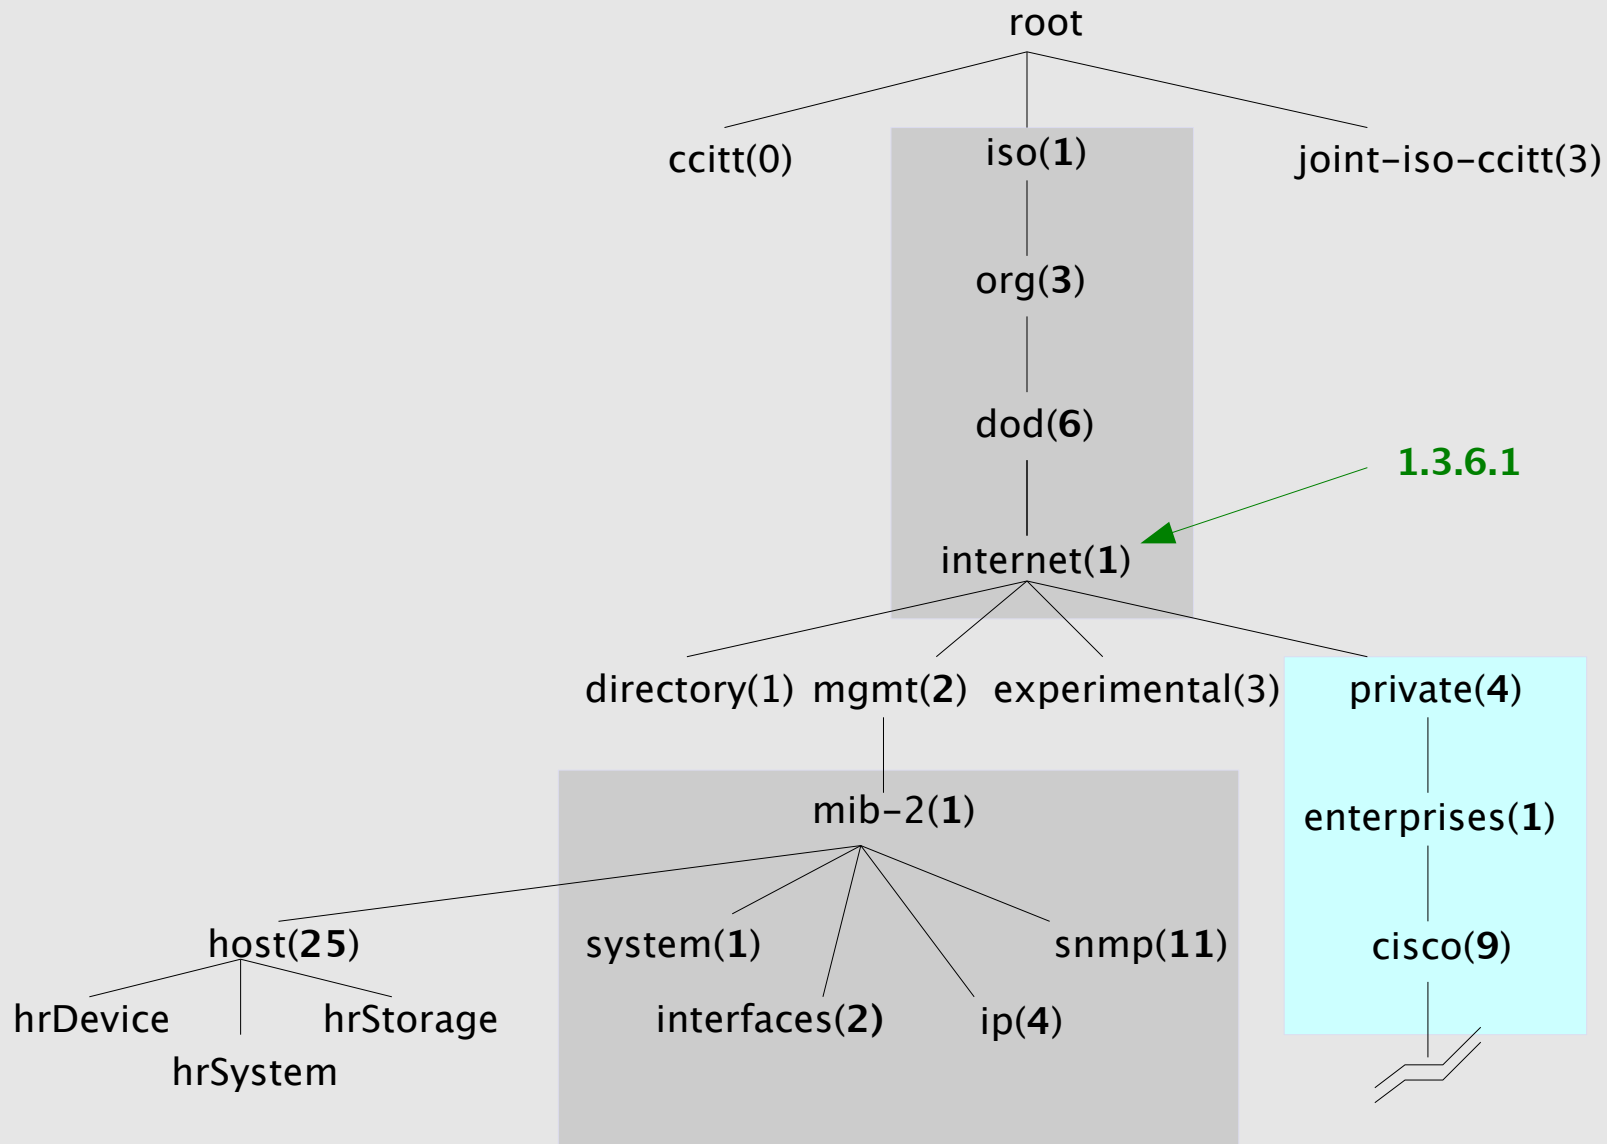 root
ccitt(0)
iso(1)
joint-iso-ccitt(3)
org(3)
dod(6)
1.3.6.1
internet(1)
directory(1)
mgmt(2)
experimental(3)
private(4)
mib-2(1)
enterprises(1)
host(25)
system(1)
snmp(11)
cisco(9)
hrDevice
hrStorage
interfaces(2)
ip(4)
hrSystem